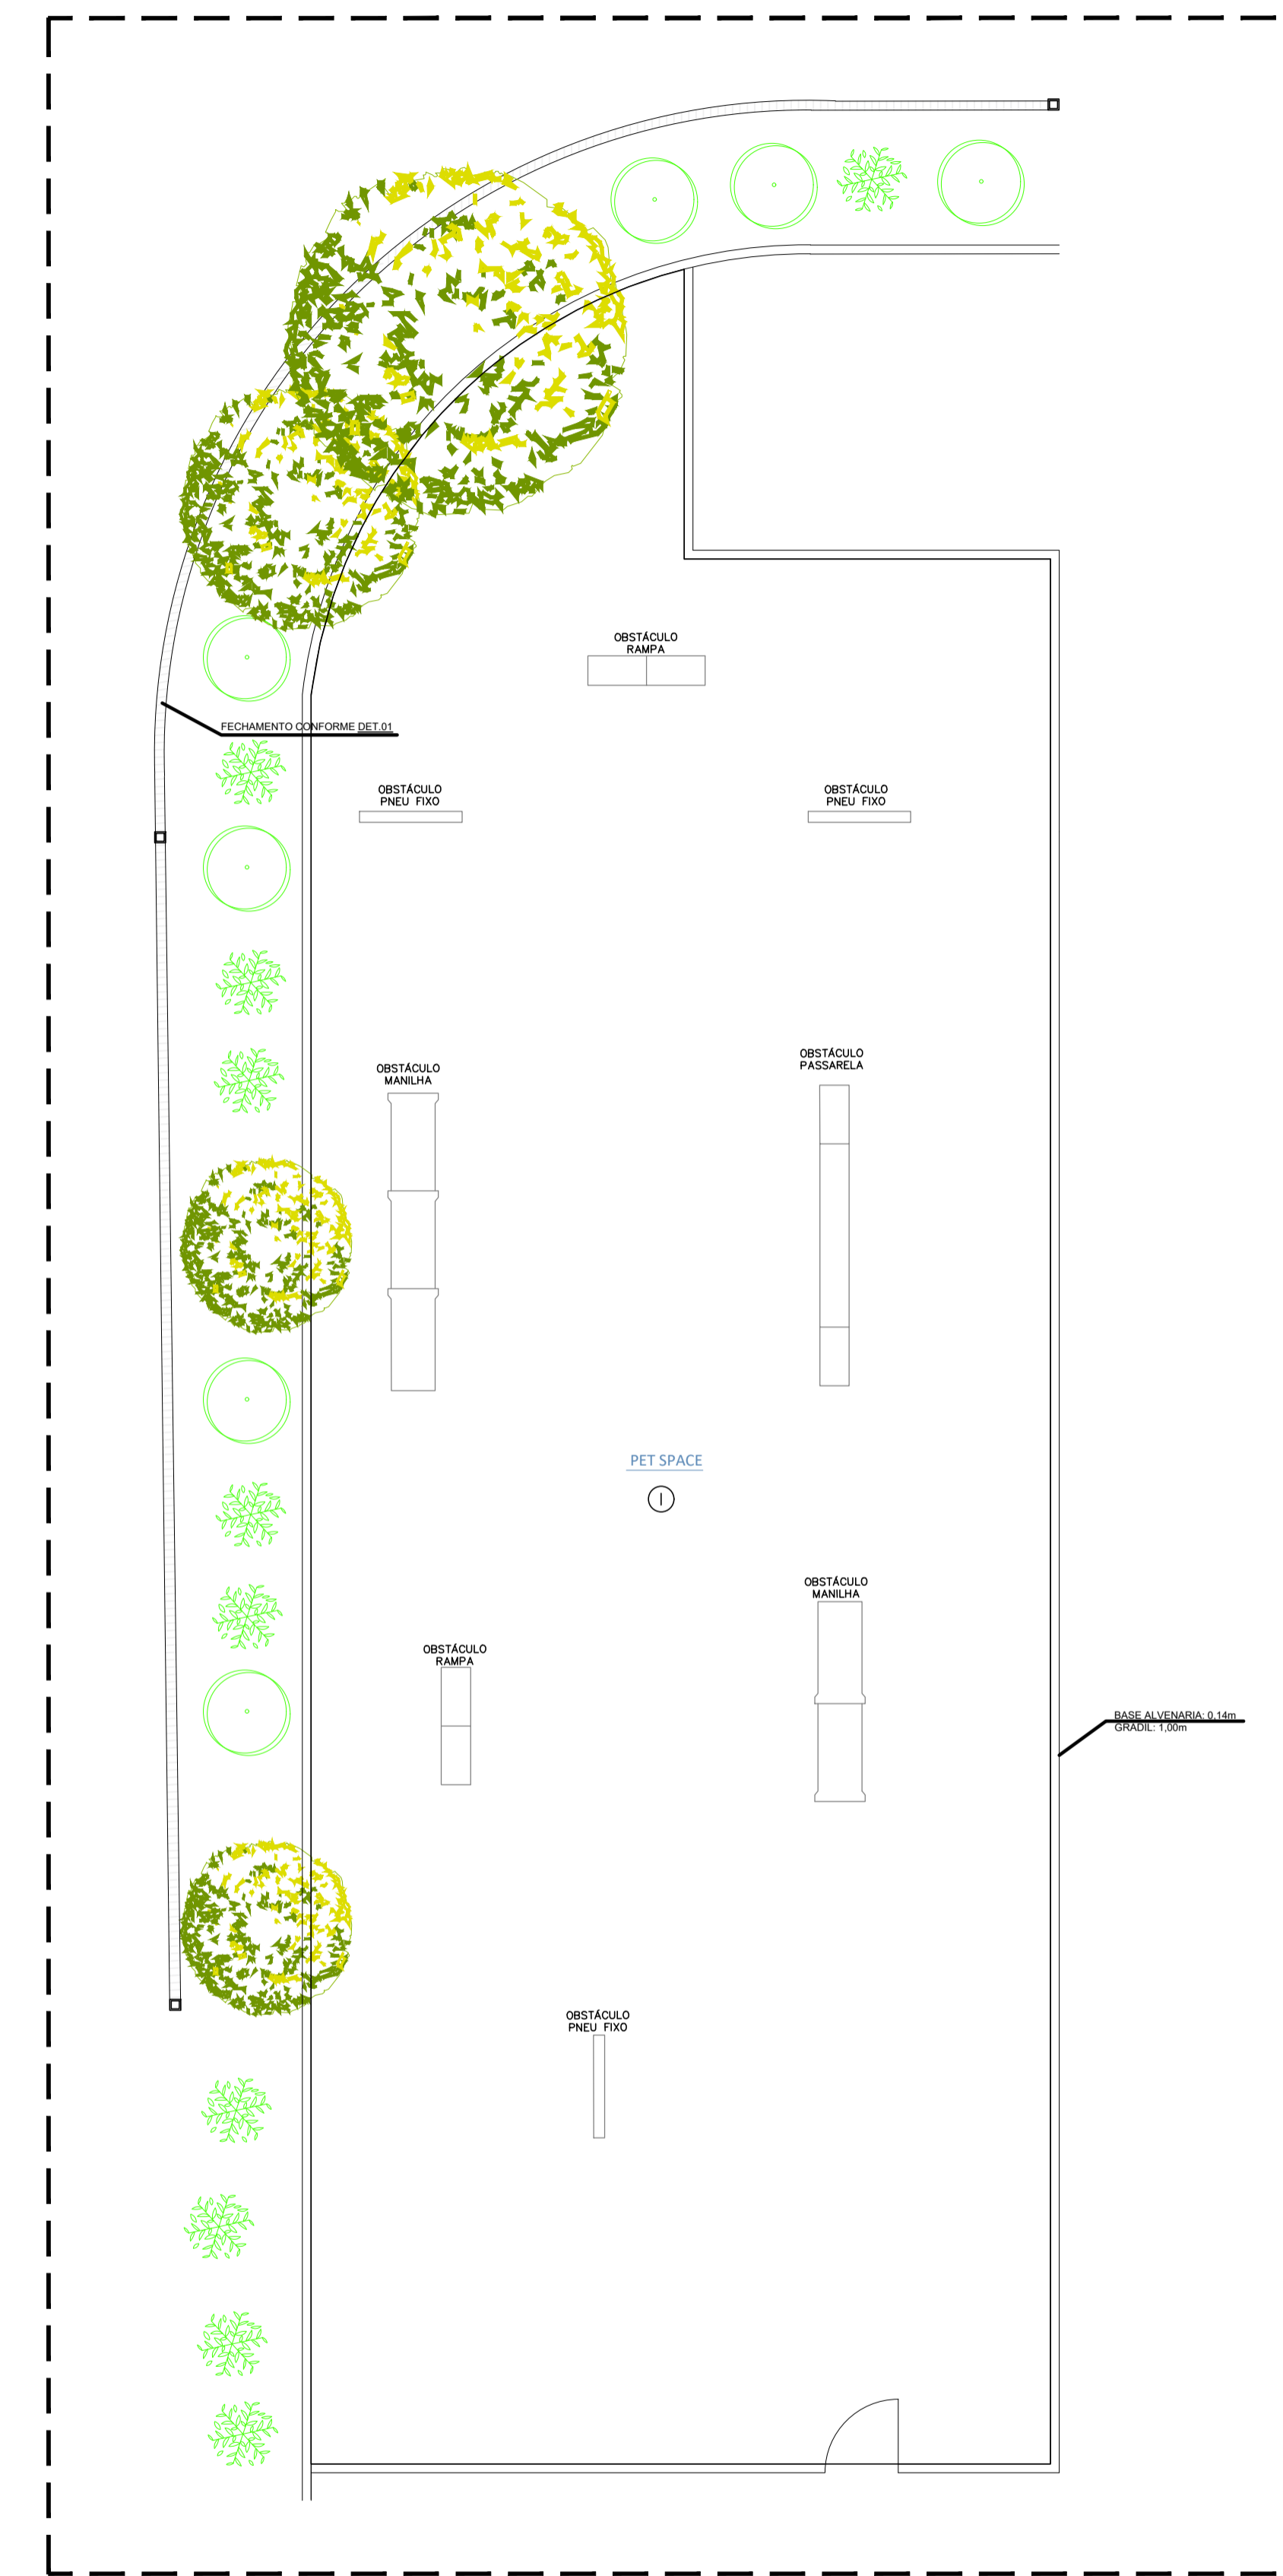 OBSTÁCULO
RAMPA
FECHAMENTO CONFORME DET.01
OBSTÁCULO
PNEU FIXO
OBSTÁCULO
PNEU FIXO
OBSTÁCULO
PASSARELA
OBSTÁCULO
MANILHA
PET SPACE
I
OBSTÁCULO
MANILHA
OBSTÁCULO
RAMPA
BASE ALVENARIA: 0,14m
GRADIL: 1,00m
OBSTÁCULO
PNEU FIXO